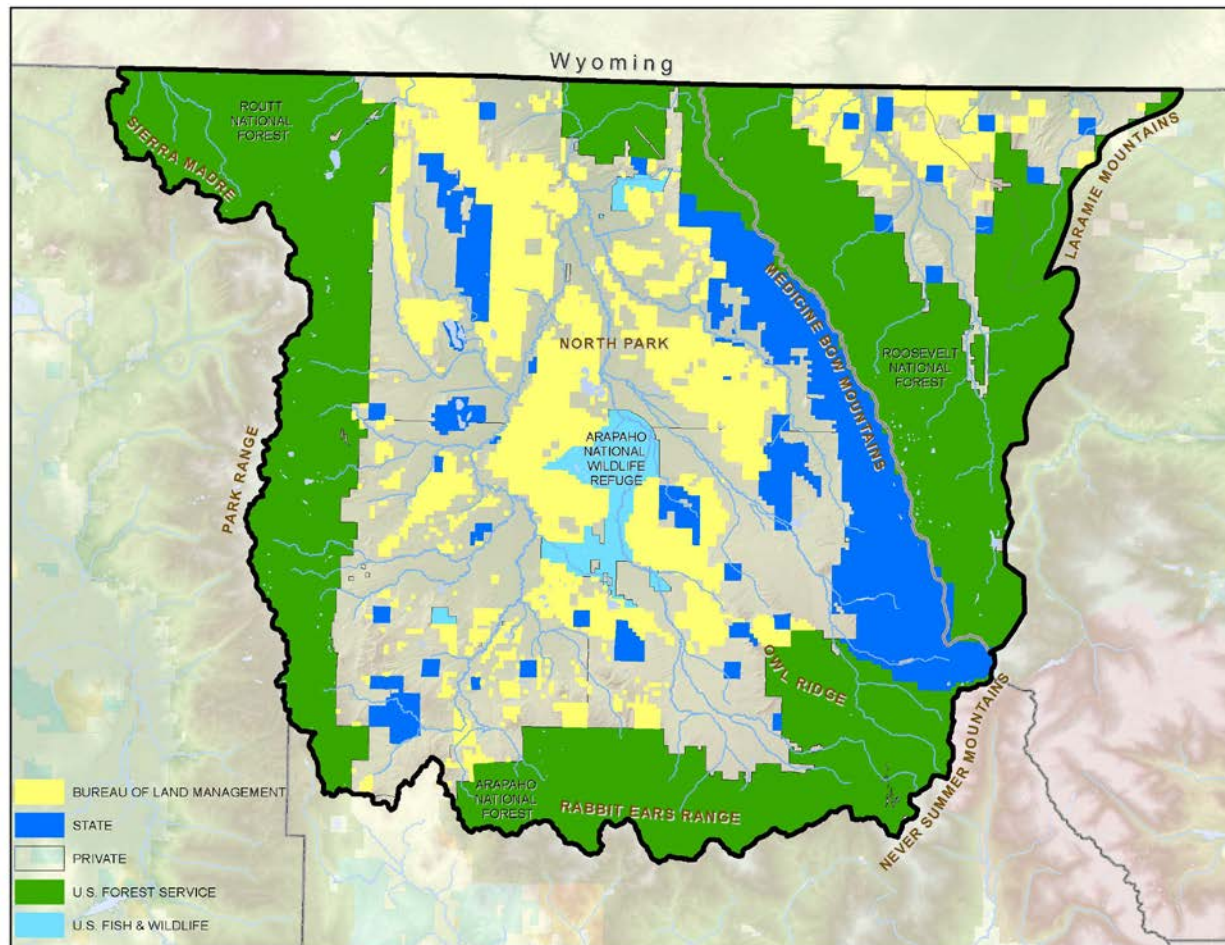 Wyoming
ROUTT
NATIONAL
FOREST
SIERRA MADRE
LARAMIE MOUNTAINS
MEDICINE BOW MOUNTAINS
NORTH PARK
ROOSEVELT
NATIONAL
FOREST
PARK RANGE
ARAPAHO
NATIONAL
WILDLIFE
REFUGE
OWL RIDGE
NEVER SUMMER MOUNTAINS
ARAPAHO
NATIONAL
FOREST
RABBIT EARS RANGE
BUREAU OF LAND MANAGEMENT
STATE
PRIVATE
U.S. FOREST SERVICE
U.S. FISH & WILDLIFE